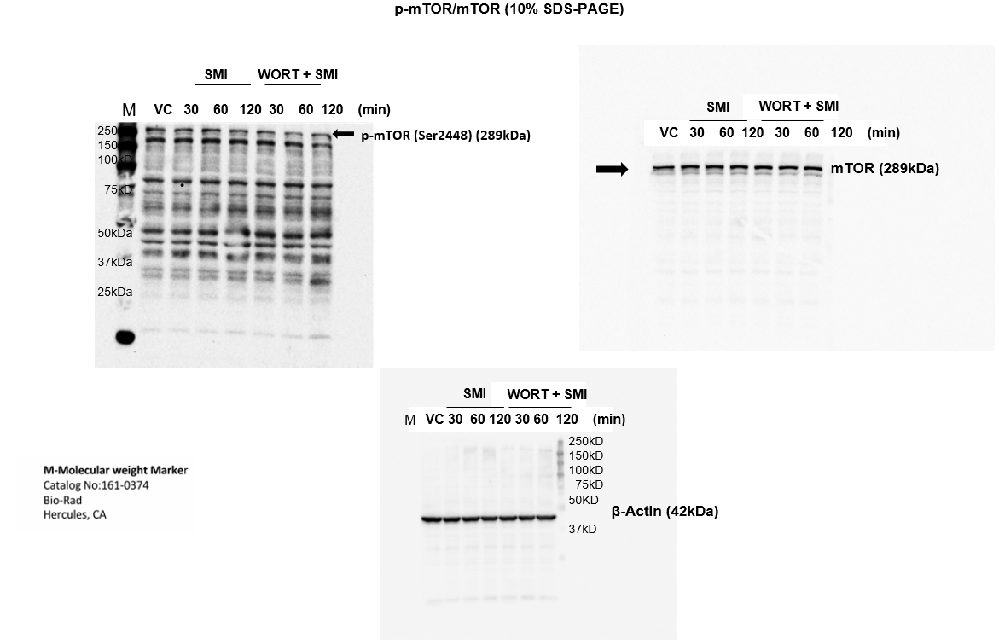 p-mTOR/mTOR (10% SDS-PAGE)
SMI WORT + SMI
M VC 30 60 120 30 60 120 (min)
250
150
100kD
75kD
50kDa
37kDa
25kDa
p-mTOR (Ser2448) (289kDa)
SMI WORT + SMI
VC 30 60 120 30 60 120 (min)
mTOR (289kDa)
SMI WORT + SMI
M VC 30 60 120 30 60 120 (min)
250kD
150kD
100kD
75kD
50KD
37kD
β-Actin (42kDa)
M-Molecular weight Marker
Catalog No:161-0374
Bio-Rad
Hercules, CA